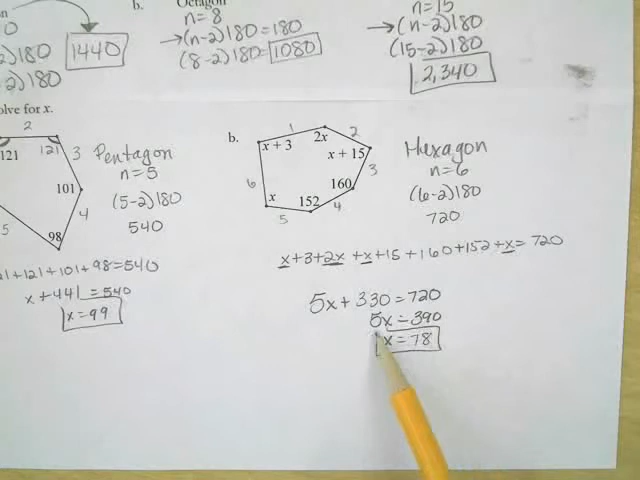 b. Octagon
n=8
→(n-2)180=180
(8-2)180=1080
1440
)180
-2)180
n=15
→(n-2)180
(15-2)180
2,340
olve for x.
2
121
121
3
101
4
98
5
Pentagon
n=5
(5-2)180
540
1+121+101+98=540
x+441=540
x=99
b.
1
x + 3
2x
2
x + 15
3
160
4
152
5
x
6
Hexagon
n=6
(6-2)180
720
x+3+2x+x+15+160+152+x=720
5x+330=720
5x=390
x=78